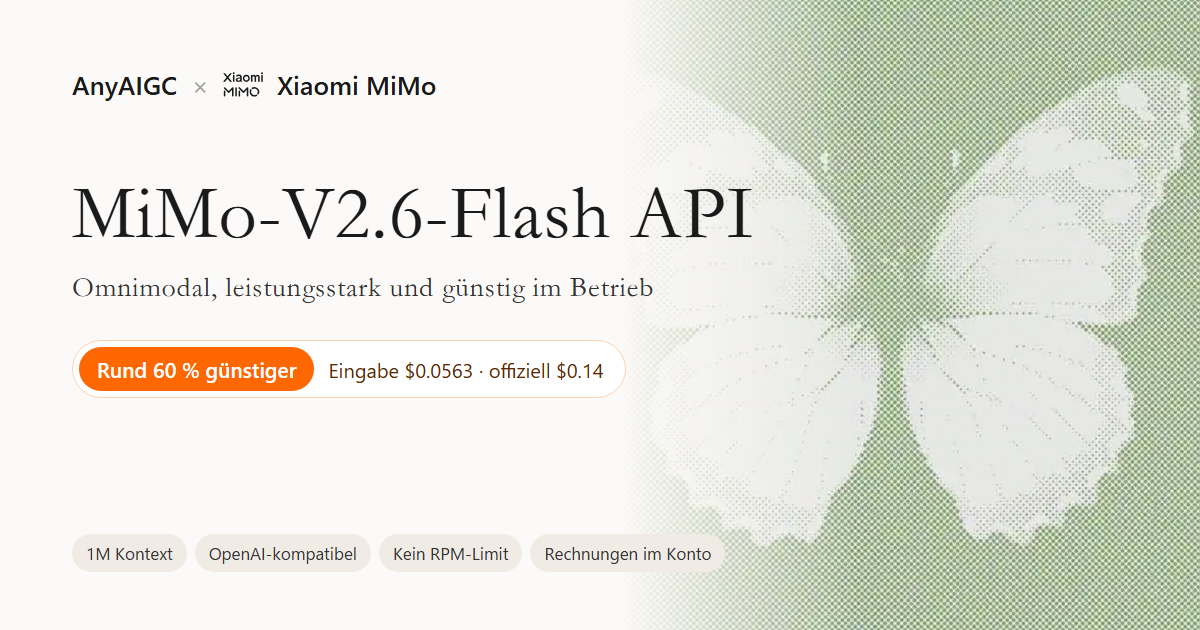 AnyAIGC × Xiaomi MIMO Xiaomi MiMo
MiMo-V2.6-Flash API
Omnimodal, leistungsstark und günstig im Betrieb
Rund 60 % günstiger Eingabe $0.0563 · offiziell $0.14
1M Kontext OpenAI-kompatibel Kein RPM-Limit Rechnungen im Konto